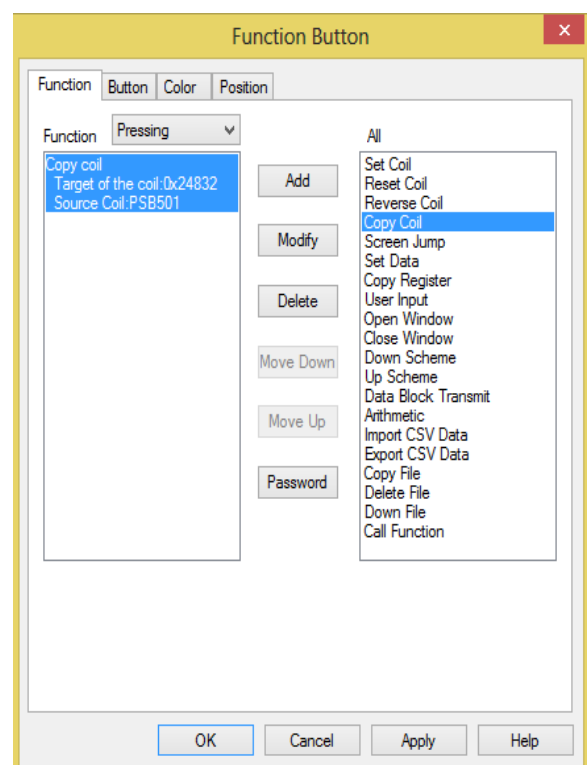 Function Button
Function Button Color Position
Function Pressing
All
Copy coil
Target of the coil:0x24832
Source Coil:PSB501
Add
Modify
Delete
Move Down
Move Up
Password
Set Coil
Reset Coil
Reverse Coil
Copy Coil
Screen Jump
Set Data
Copy Register
User Input
Open Window
Close Window
Down Scheme
Up Scheme
Data Block Transmit
Arithmetic
Import CSV Data
Export CSV Data
Copy File
Delete File
Down File
Call Function
OK Cancel Apply Help